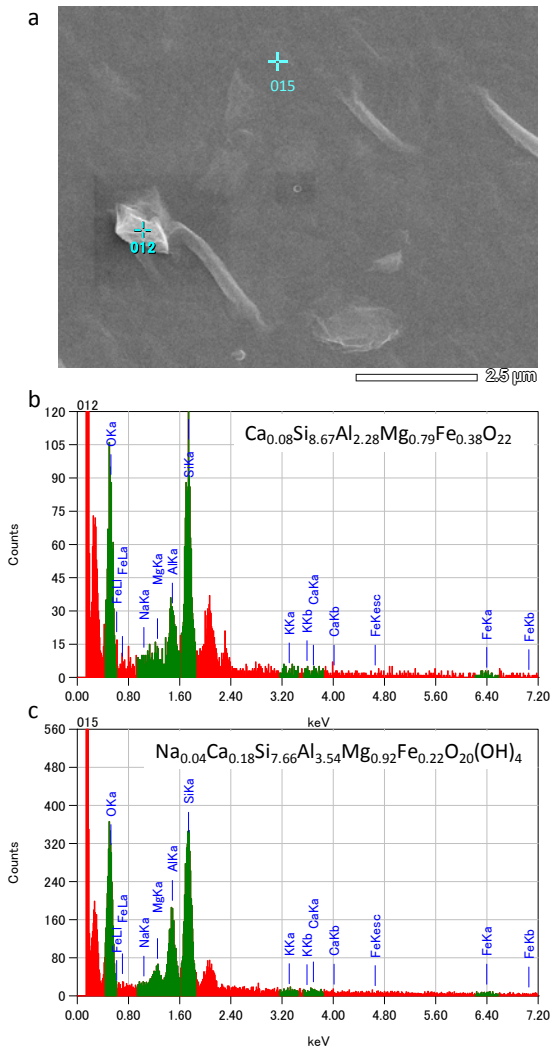 a
015
012
2.5 μm
b
012
Ca0.08Si8.67Al2.28Mg0.79Fe0.38O22
120
105
90
75
60
45
30
15
0.00
Counts
OKa
FeLl
FeLa
NaKa
MgKa
AlKa
SiKa
KKa
KKb
CaKa
CaKb
FeKesc
FeKa
FeKb
0.00 0.80 1.60 2.40 3.20 4.00 4.80 5.60 6.40 7.20
keV
c
015
Na0.04Ca0.18Si7.66Al3.54Mg0.92Fe0.22O20(OH)4
560
480
400
320
240
160
80
0
Counts
OKa
FeLl
FeLa
NaKa
MgKa
AlKa
SiKa
KKa
KKb
CaKa
CaKb
FeKesc
FeKa
FeKb
0.00 0.80 1.60 2.40 3.20 4.00 4.80 5.60 6.40 7.20
keV